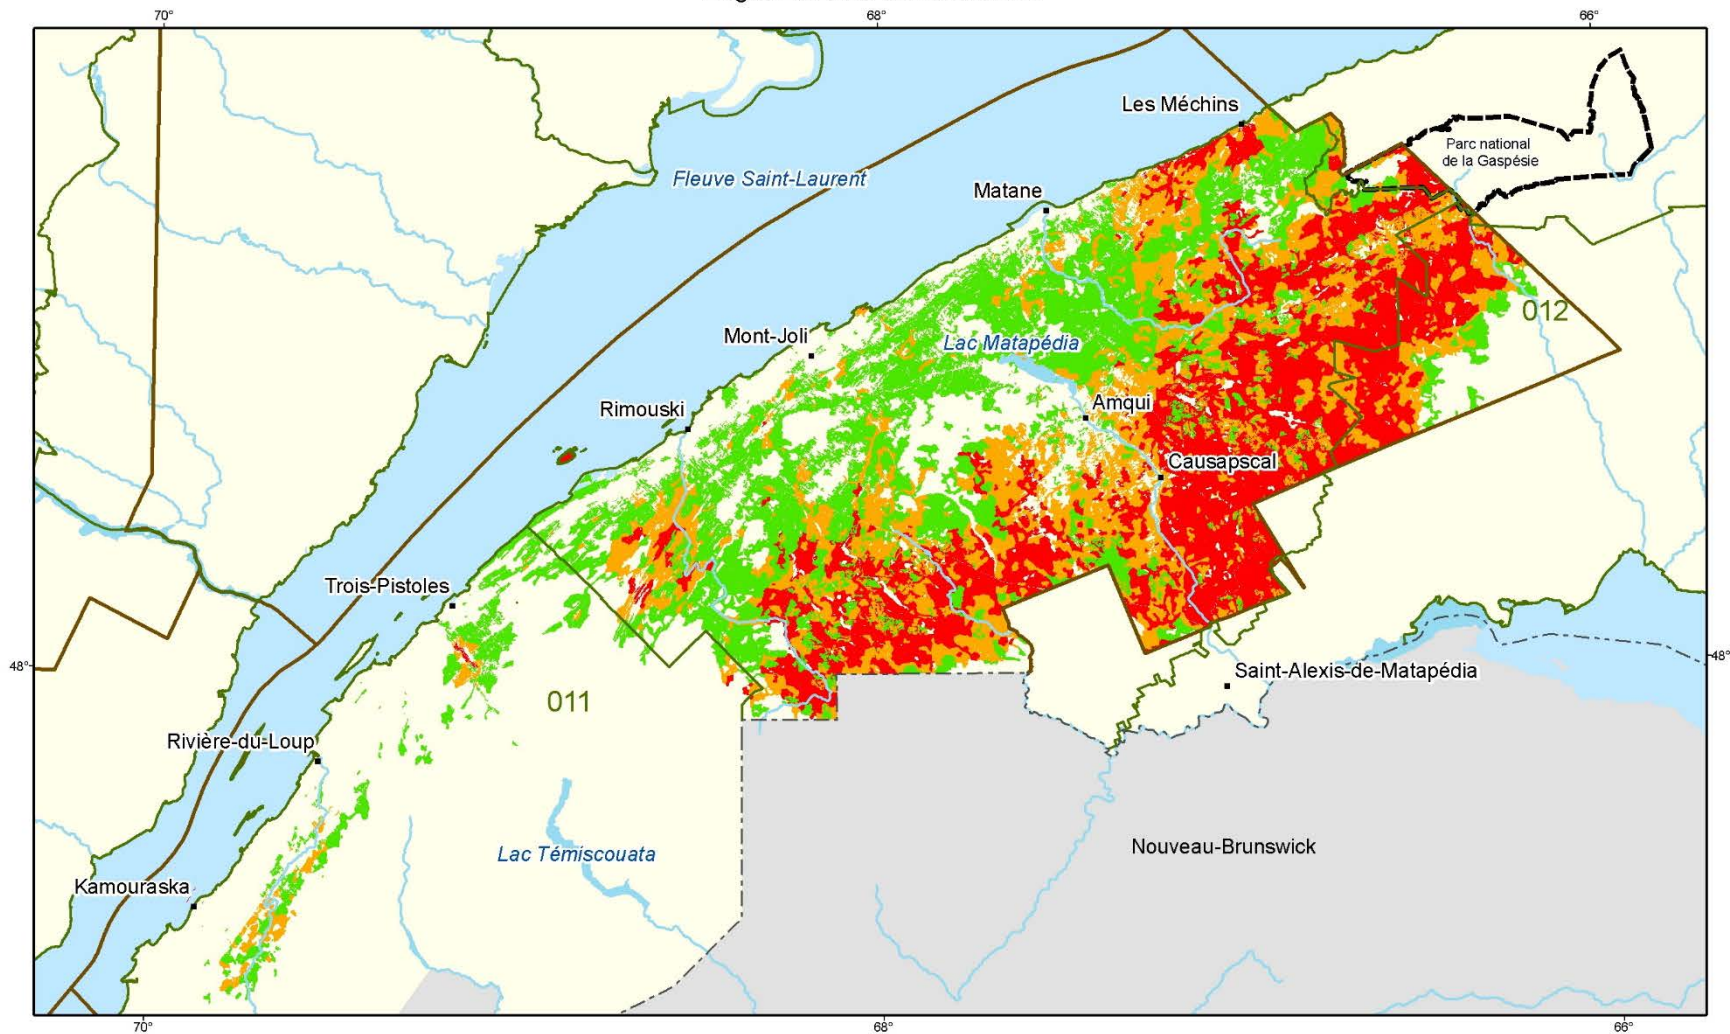 70°
68°
66°
Les Méchins
Parc national
de la Gaspésie
Fleuve Saint-Laurent
Matane
012
Mont-Joli
Lac Matapédia
Rimouski
Amqui
Causapscal
Trois-Pistoles
48°
48°
Saint-Alexis-de-Matapédia
011
Rivière-du-Loup
Nouveau-Brunswick
Lac Témiscouata
Kamouraska
70°
68°
66°